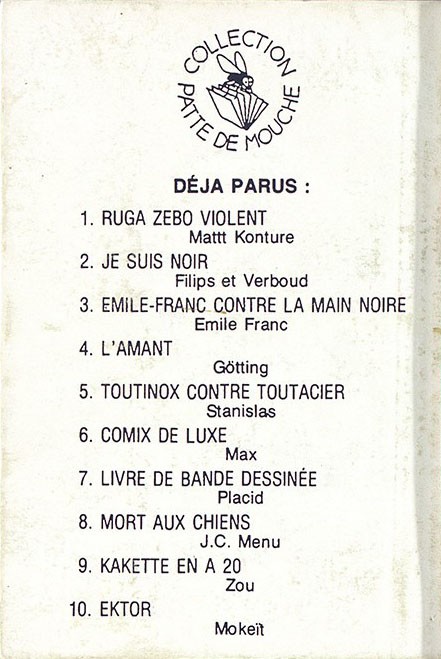 COLLECTION
PATTE DE MOUCHE
DÉJA PARUS :
1. RUGA ZEBO VIOLENT
Mattt Konture
2. JE SUIS NOIR
Filips et Verboud
3. EMILE-FRANC CONTRE LA MAIN NOIRE
Emile Franc
4. L'AMANT
Götting
5. TOUTINOX CONTRE TOUTACIER
Stanislas
6. COMIX DE LUXE
Max
7. LIVRE DE BANDE DESSINÉE
Placid
8. MORT AUX CHIENS
J.C. Menu
9. KAKETTE EN A 20
Zou
10. EKTOR
Mokeït